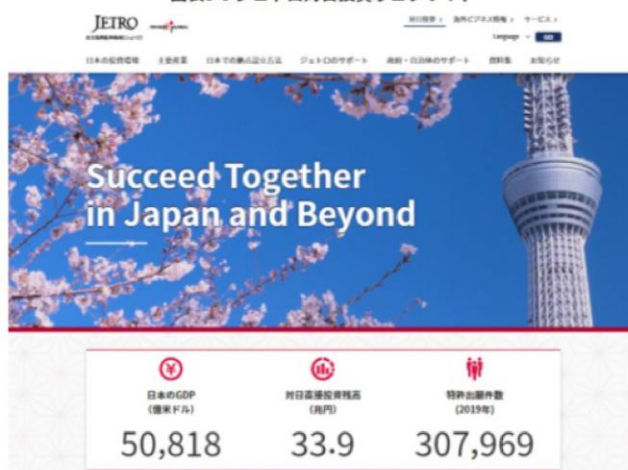 JETRO
対日投資
海外ビジネス情報
サービス
Language
日本の投資環境 主要産業 日本での拠点設立方法 ジェトロのサポート 政府・自治体のサポート 資料集 お知らせ
Succeed Together
in Japan and Beyond
日本のGDP 対日直接投資残高 特許出願件数
(億米ドル) (兆円) (2019年)
50,818 33.9 307,969